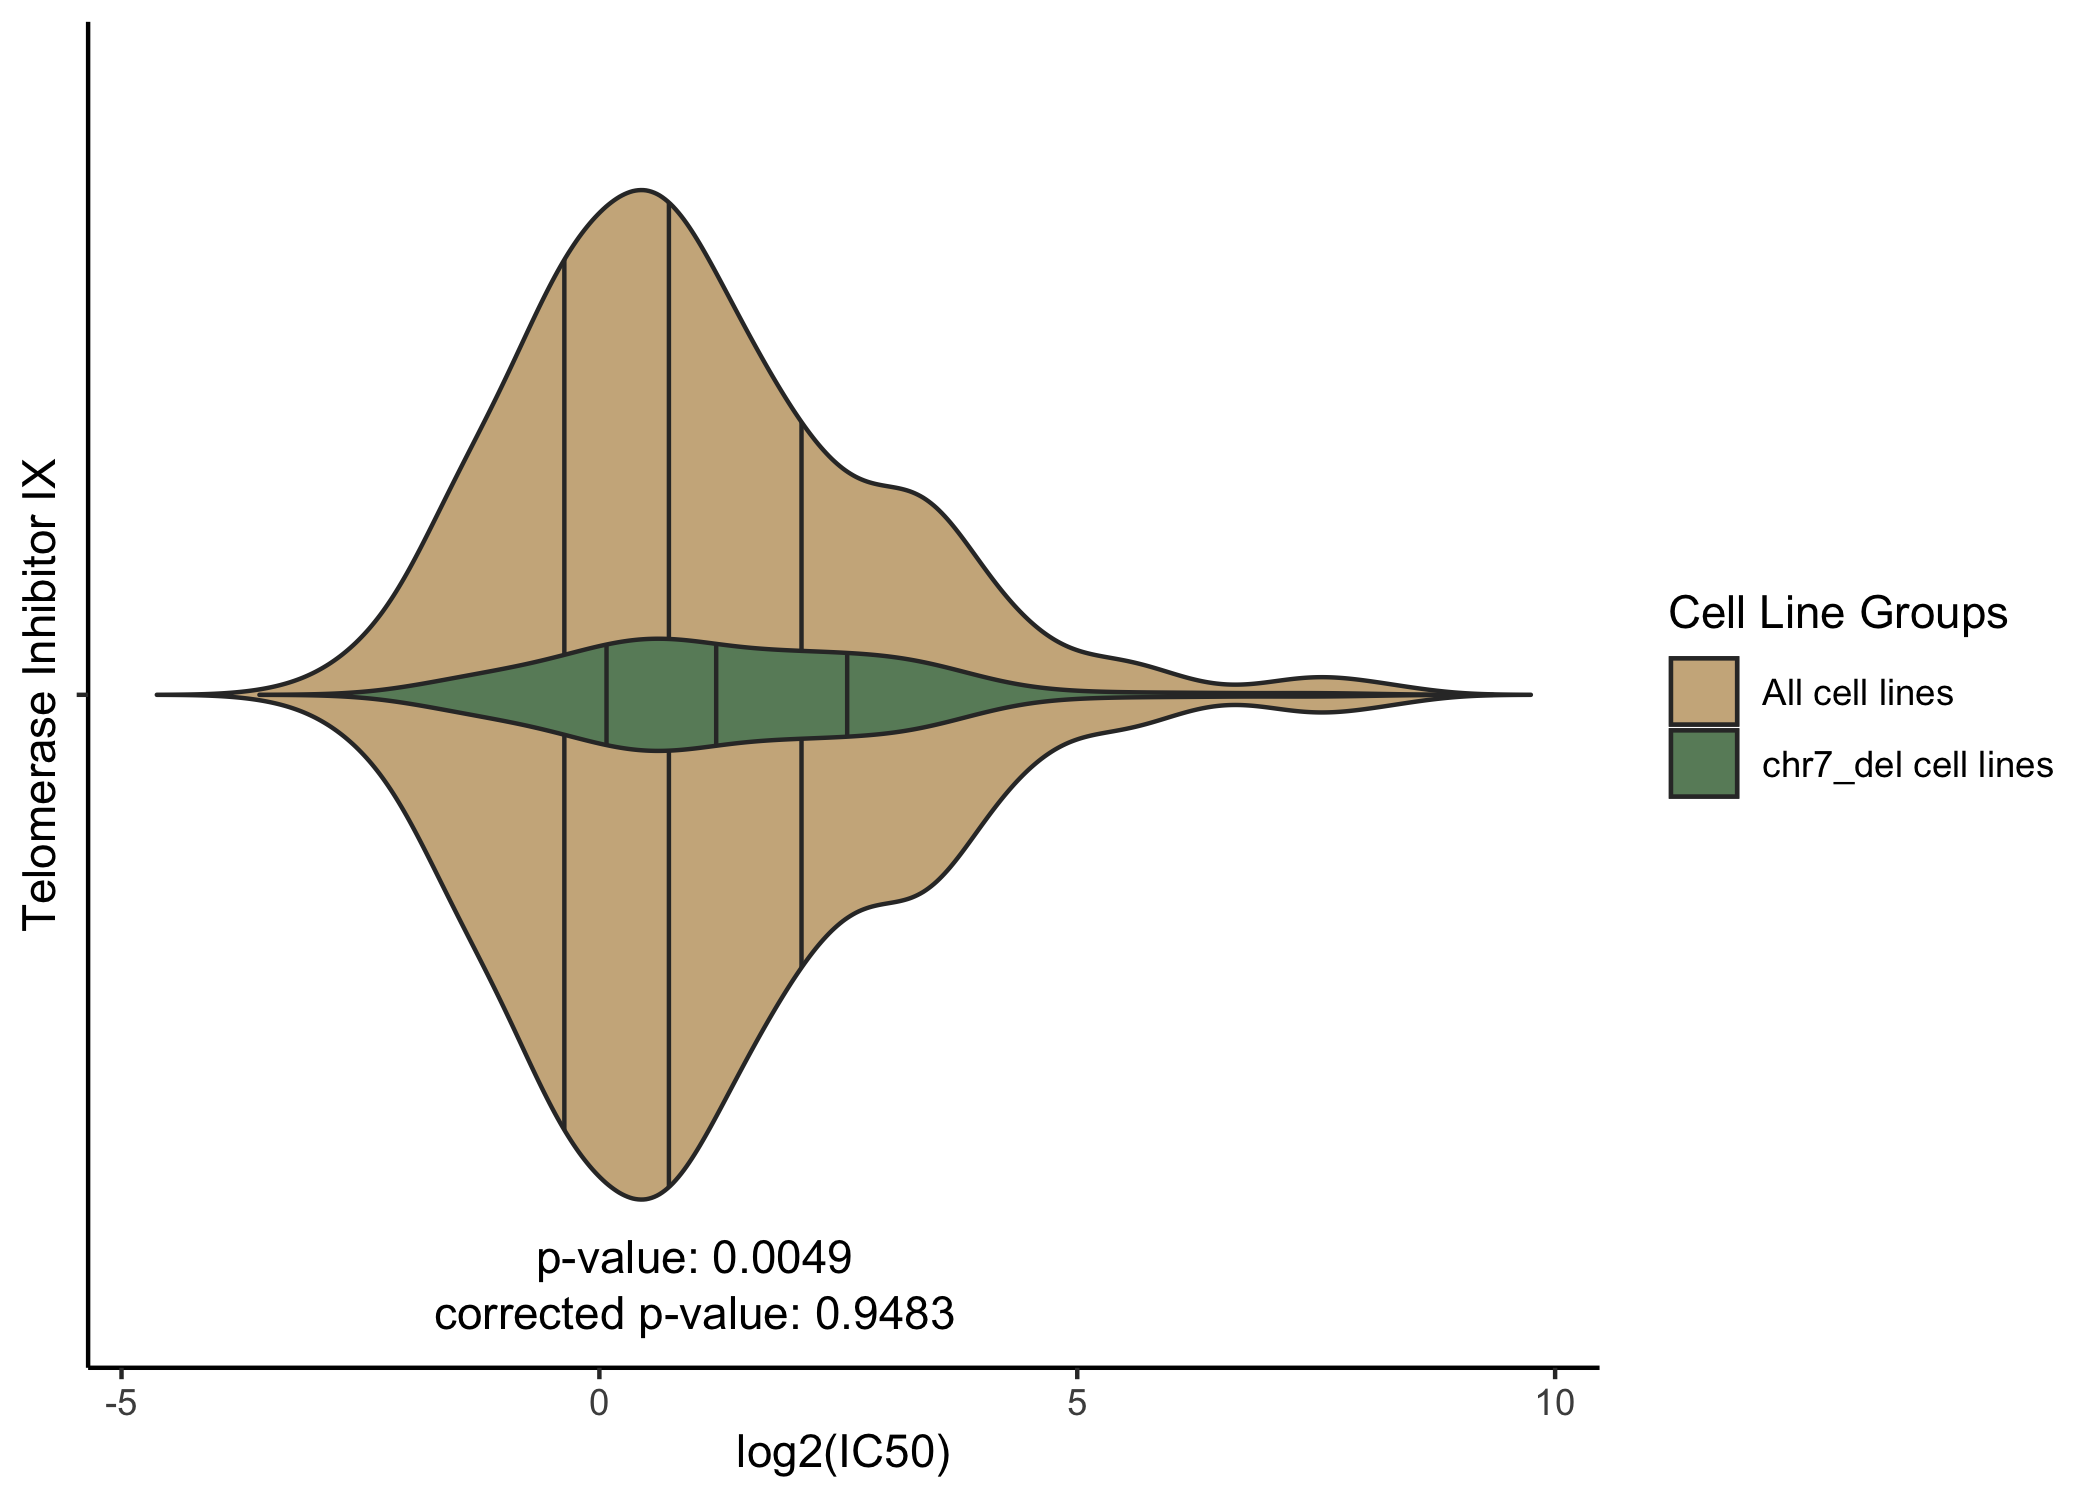 Telomerase Inhibitor IX
p-value: 0.0049
corrected p-value: 0.9483
-5 0 5 10
log2(IC50)
Cell Line Groups
All cell lines
chr7_del cell lines